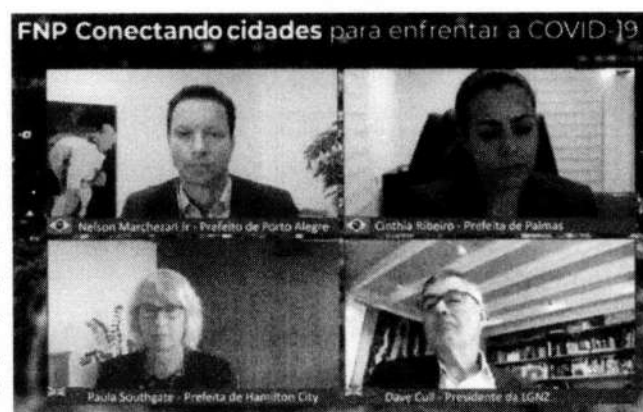 FNP Conectando cidades para enfrentar a COVID-19
Nelson Marchezan Jr - Prefeito de Porto Alegre
Cinthia Ribeiro - Prefeita de Palmas
Paula Southgate - Prefeita de Hamilton City
Dave Cull - Presidente da LGNZ